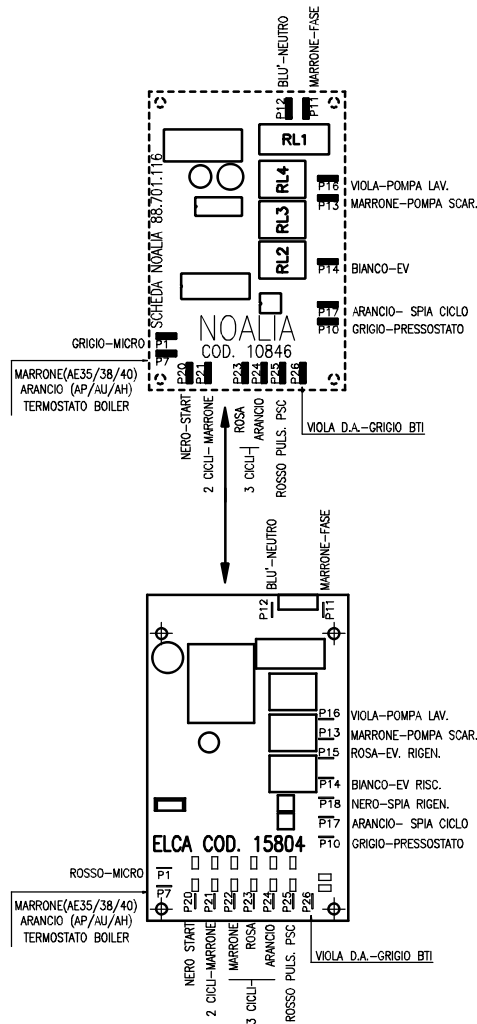 BLU'-NEUTRO
MARRONE-FASE
P12
P11
RL1
SCHEDA NOALIA 88.701.116
RL4
P16 VIOLA-POMPA LAV.
P13 MARRONE-POMPA SCAR.
RL3
RL2
P14 BIANCO-EV
P17 ARANCIO- SPIA CICLO
P10 GRIGIO-PRESSOSTATO
NOALIA
COD. 10846
GRIGIO-MICRO P1
P7
MARRONE(AE35/38/40)
ARANCIO (AP/AU/AH)
TERMOSTATO BOILER
P20
P21
P23
P24
P25
P26
NERO-START
2 CICLI-MARRONE
3 CICLI
ROSA
ARANCIO
ROSSO PULS. PSC
VIOLA D.A.-GRIGIO BTI
BLU'-NEUTRO
MARRONE-FASE
P12
P11
P16 VIOLA-POMPA LAV.
P13 MARRONE-POMPA SCAR.
P15 ROSA-EV. RIGEN.
P14 BIANCO-EV RISC.
P18 NERO-SPIA RIGEN.
P17 ARANCIO- SPIA CICLO
P10 GRIGIO-PRESSOSTATO
ELCA COD. 15804
ROSSO-MICRO P1
P7
MARRONE(AE35/38/40)
ARANCIO (AP/AU/AH)
TERMOSTATO BOILER
P20
P21
P22
P23
P24
P25
P26
NERO START
2 CICLI-MARRONE
3 CICLI-
MARRONE
ROSA
ARANCIO
ROSSO PULS. PSC
VIOLA D.A.-GRIGIO BTI